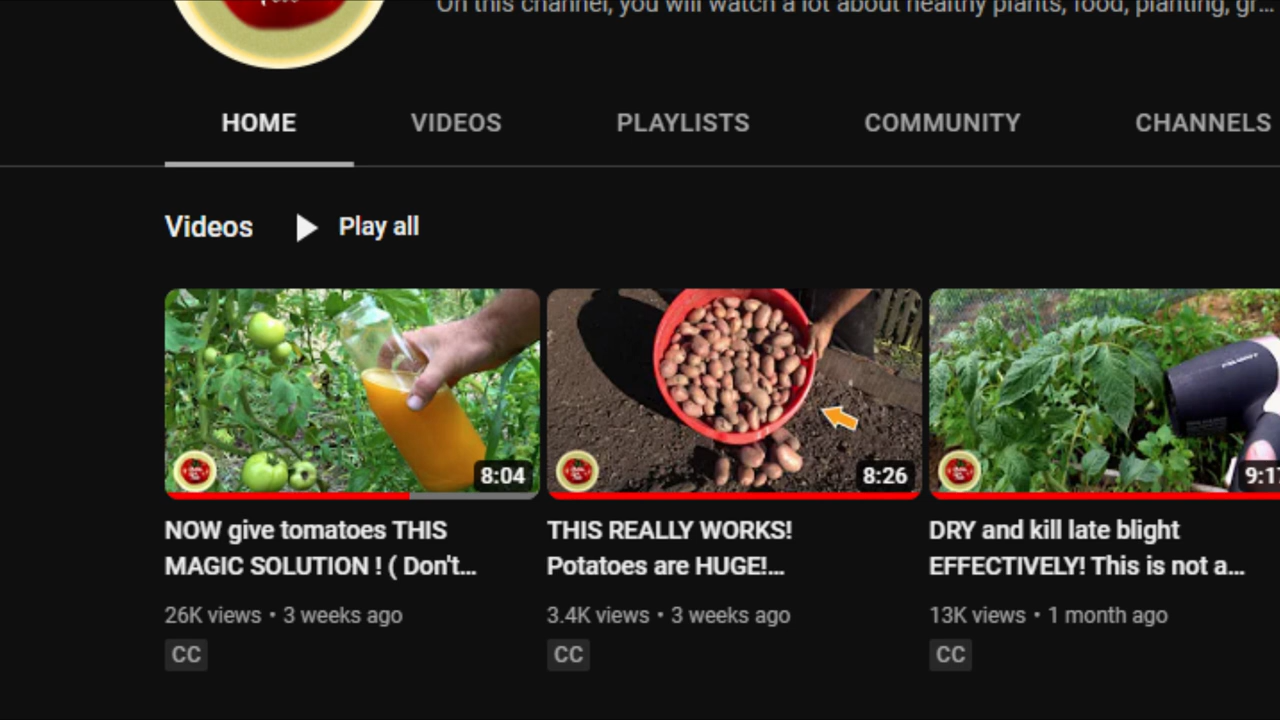 On this channel, you will watch a lot about healthy plants, food, planting, gr...
HOME VIDEOS PLAYLISTS COMMUNITY CHANNELS
Videos Play all
8:04 8:26 9:17
NOW give tomatoes THIS
MAGIC SOLUTION ! ( Don't...
26K views • 3 weeks ago
CC
THIS REALLY WORKS!
Potatoes are HUGE!...
3.4K views • 3 weeks ago
CC
DRY and kill late blight
EFFECTIVELY! This is not a...
13K views • 1 month ago
CC